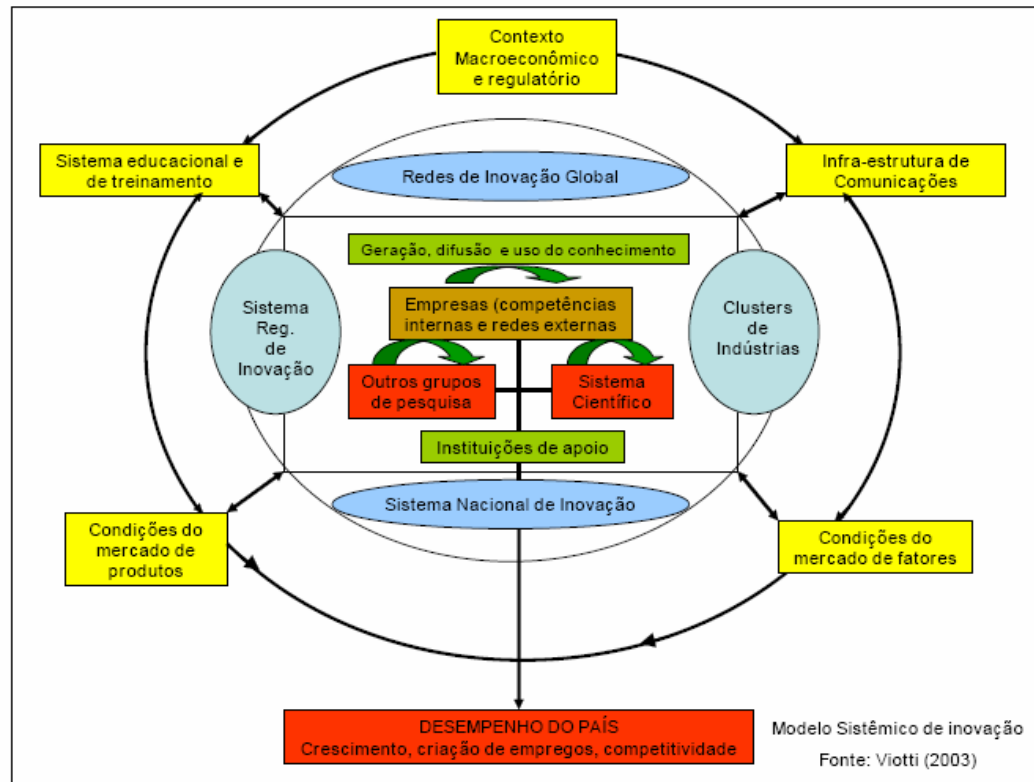 Contexto
Macroeconômico
e regulatório
Sistema educacional e
de treinamento
Infra-estrutura de
Comunicações
Redes de Inovação Global
Geração, difusão e uso do conhecimento
Sistema
Reg.
de
Inovação
Empresas (competências
internas e redes externas
Clusters
de
Indústrias
Outros grupos
de pesquisa
Sistema
Científico
Instituições de apoio
Sistema Nacional de Inovação
Condições do
mercado de
produtos
Condições do
mercado de fatores
DESEMPENHO DO PAÍS
Crescimento, criação de empregos, competitividade
Modelo Sistêmico de inovação
Fonte: Viotti (2003)